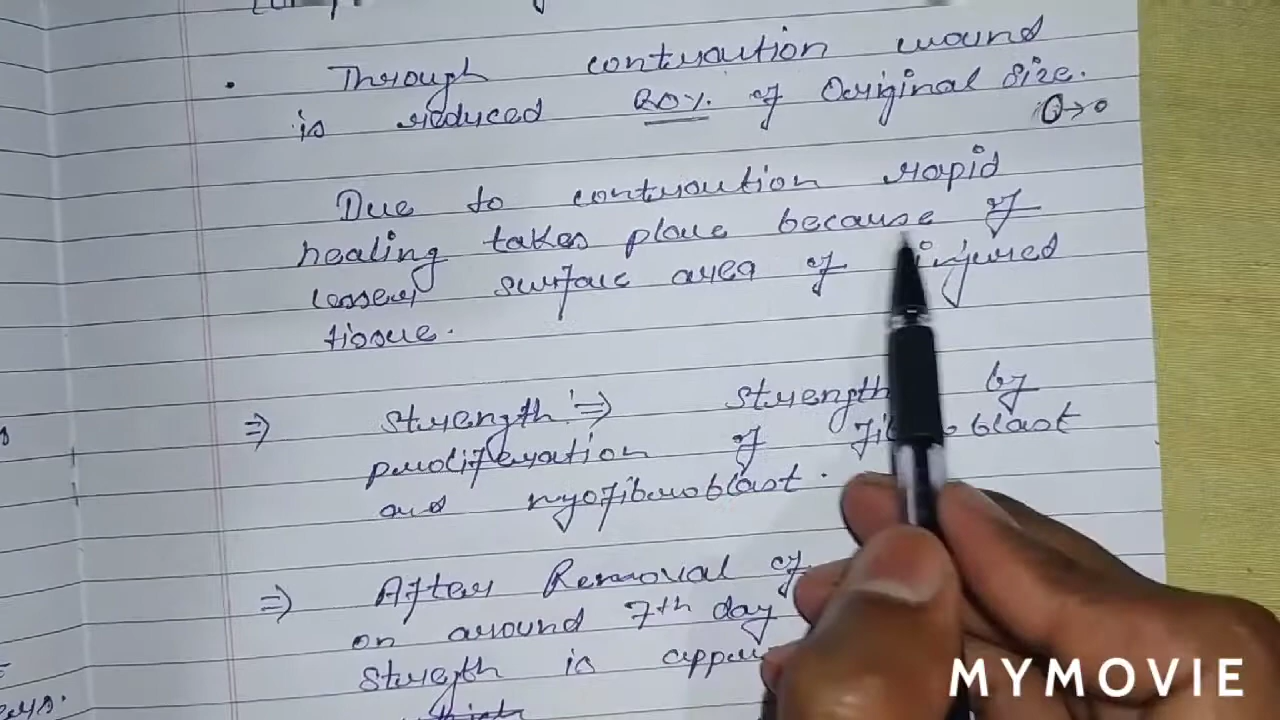 • Through contraction wound
is reduced 80% of Original size.
Due to contraction rapid
healing takes place because of
lesser surface area of injured
tissue.
⇒ strength ⇒ strength by
proliferation of fibroblast
and myofibroblast.
⇒ After Removal of
on around 7th day
strength is
MYMOVIE